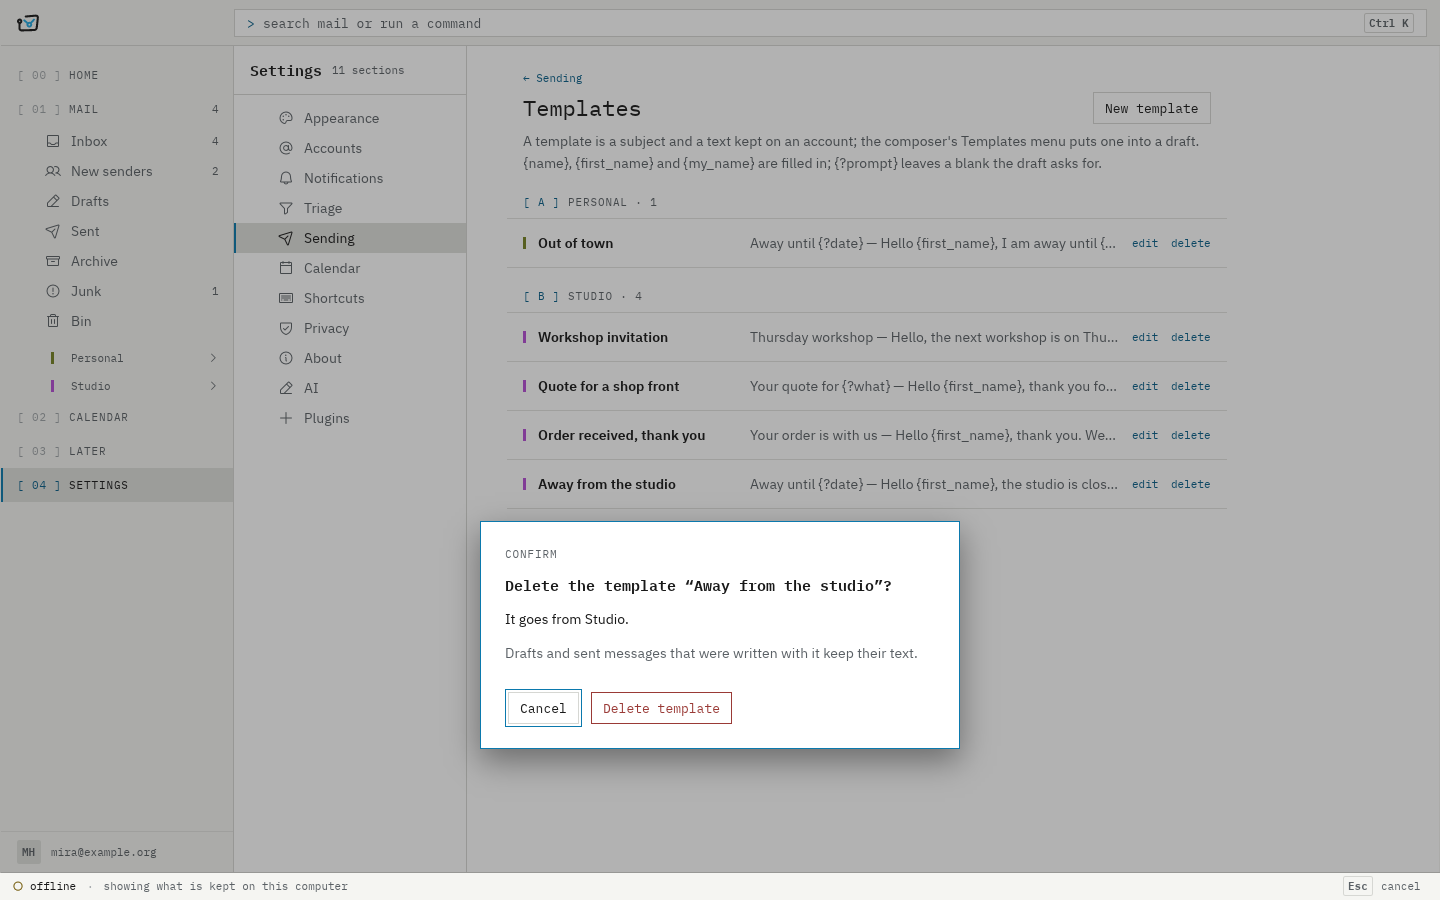 > search mail or run a command
Ctrl K
[ 00 ] HOME
[ 01 ] MAIL 4
Inbox 4
New senders 2
Drafts
Sent
Archive
Junk 1
Bin
Personal
Studio
[ 02 ] CALENDAR
[ 03 ] LATER
[ 04 ] SETTINGS
MH mira@example.org
Settings 11 sections
Appearance
Accounts
Notifications
Triage
Sending
Calendar
Shortcuts
Privacy
About
AI
Plugins
← Sending
Templates
New template
A template is a subject and a text kept on an account; the composer's Templates menu puts one into a draft.
{name}, {first_name} and {my_name} are filled in; {?prompt} leaves a blank the draft asks for.
[ A ] PERSONAL · 1
Out of town Away until {?date} — Hello {first_name}, I am away until {... edit delete
[ B ] STUDIO · 4
Workshop invitation Thursday workshop — Hello, the next workshop is on Thu... edit delete
Quote for a shop front Your quote for {?what} — Hello {first_name}, thank you fo... edit delete
Order received, thank you Your order is with us — Hello {first_name}, thank you. We... edit delete
Away from the studio Away until {?date} — Hello {first_name}, the studio is clos... edit delete
CONFIRM
Delete the template “Away from the studio”?
It goes from Studio.
Drafts and sent messages that were written with it keep their text.
Cancel Delete template
offline · showing what is kept on this computer
Esc cancel